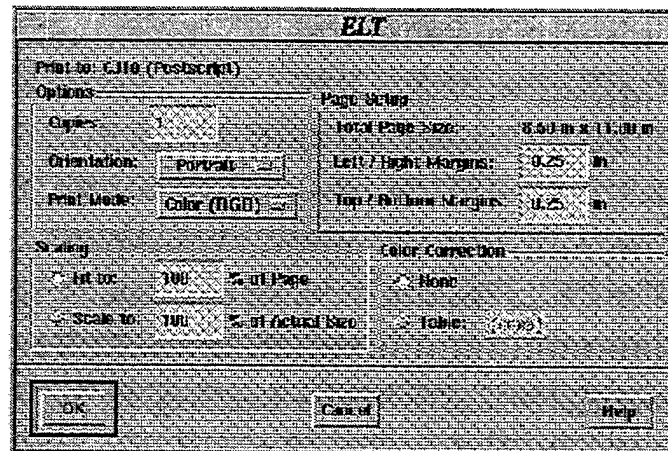 ELT
Print to: CJ10 (Postscript)
Options
Copies: 1
Orientation: Portrait
Print Mode: Color (RGB)
Page Setup
Total Page Size: 8.50 in x 11.00 in
Left / Right Margins: 0.25 in
Top / Bottom Margins: 0.25 in
Scaling
Fit to: 100 % of Page
Scale to: 100 % of Actual Size
Color Correction
None
Table:
OK
Cancel
Help